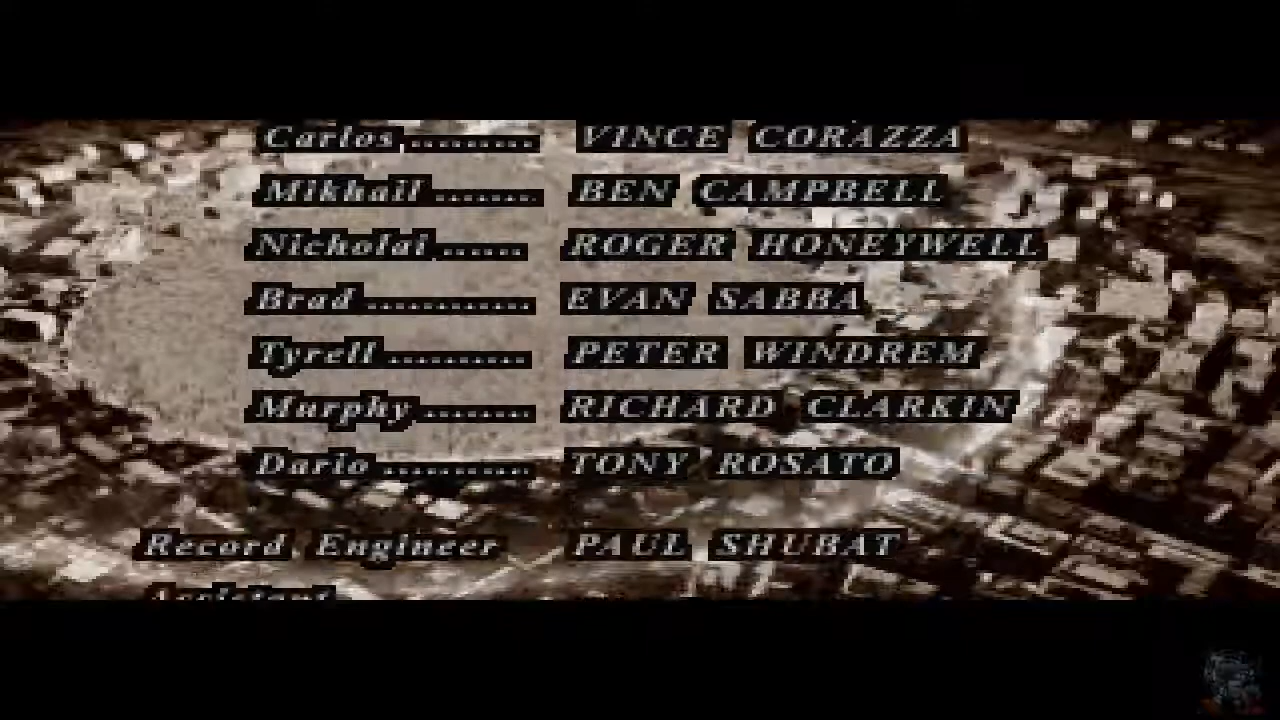 Carlos......... VINCE CORAZZA
Mikhail....... BEN CAMPBELL
Nicholai...... ROGER HONEYWELL
Brad............ EVAN SABBA
Tyrell.......... PETER WINDREM
Murphy........ RICHARD CLARKIN
Dario........... TONY ROSATO
Record. Engineer PAUL SHUBAT
Assistant